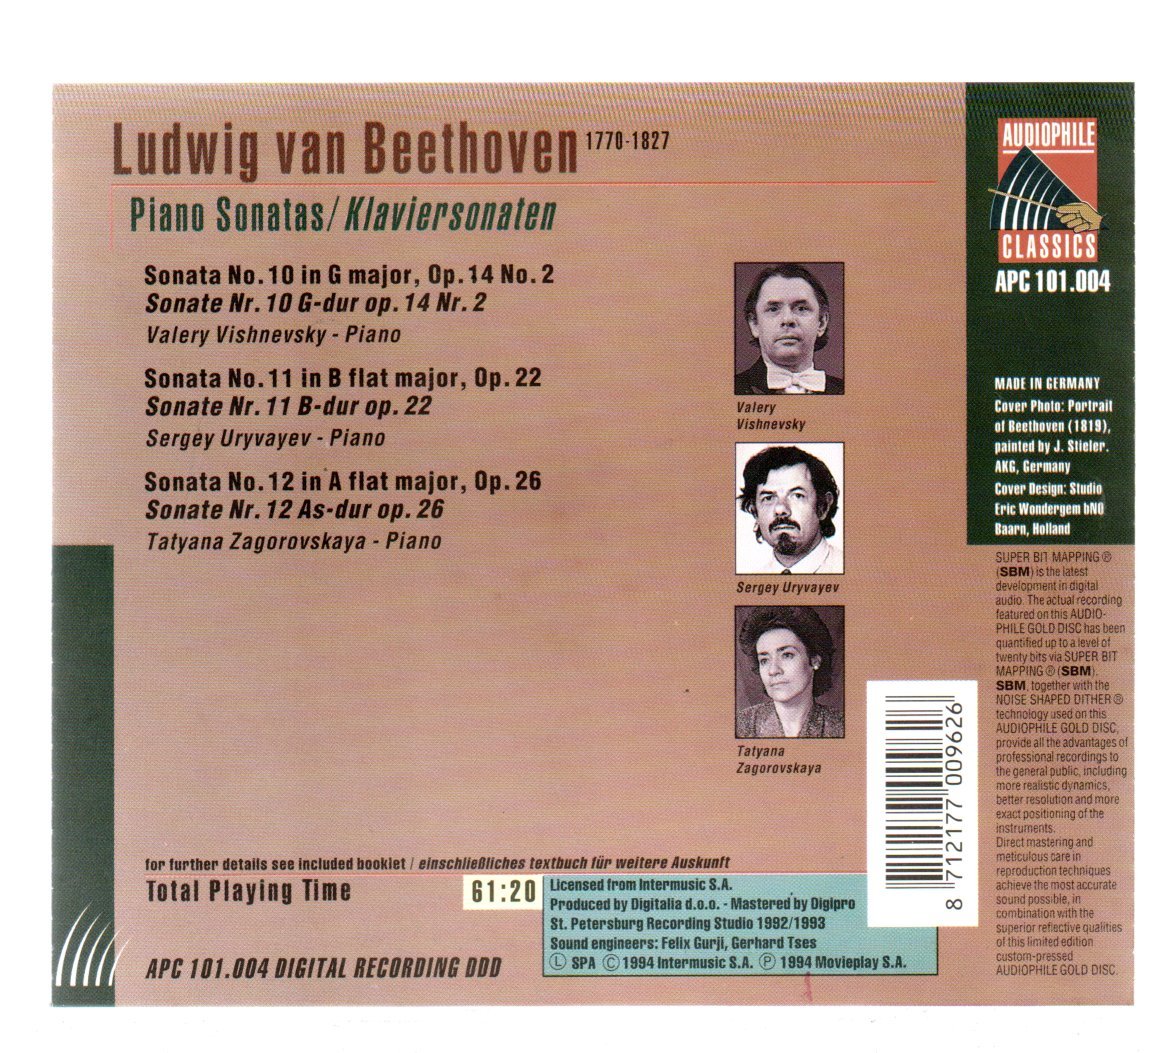 Ludwig van Beethoven 1770-1827
Piano Sonatas/Klaviersonaten
Sonata No. 10 in G major, Op. 14 No. 2
Sonate Nr. 10 G-dur op. 14 Nr. 2
Valery Vishnevsky - Piano
Sonata No. 11 in B flat major, Op. 22
Sonate Nr. 11 B-dur op. 22
Sergey Uryvayev - Piano
Sonata No. 12 in A flat major, Op. 26
Sonate Nr. 12 As-dur op. 26
Tatyana Zagorovskaya - Piano
Valery
Vishnevsky
Sergey Uryvayev
Tatyana
Zagorovskaya
for further details see included booklet / einschließliches textbuch für weitere Auskunft
Total Playing Time 61:20
APC 101.004 DIGITAL RECORDING DDD
Licensed from Intermusic S.A.
Produced by Digitalia d.o.o. - Mastered by Digipro
St. Petersburg Recording Studio 1992/1993
Sound engineers: Felix Gurji, Gerhard Tses
Ⓛ SPA Ⓒ 1994 Intermusic S.A. Ⓟ 1994 Movieplay S.A.
AUDIOPHILE
CLASSICS
APC 101.004
MADE IN GERMANY
Cover Photo: Portrait
of Beethoven (1819),
painted by J. Stieler.
AKG, Germany
Cover Design: Studio
Eric Wondergem bNO
Baarn, Holland
SUPER BIT MAPPING ®
(SBM) is the latest
development in digital
audio. The actual recording
featured on this AUDIO-
PHILE GOLD DISC has been
quantified up to a level of
twenty bits via SUPER BIT
MAPPING ® (SBM).
SBM, together with the
NOISE SHAPED DITHER ®
technology used on this
AUDIOPHILE GOLD DISC,
provide all the advantages of
professional recordings to
the general public, including
more realistic dynamics,
better resolution and more
exact positioning of the
instruments.
Direct mastering and
meticulous care in
reproduction techniques
achieve the most accurate
sound possible, in
combination with the
superior reflective qualities
of this limited edition
custom-pressed
AUDIOPHILE GOLD DISC.
8 712177 009626